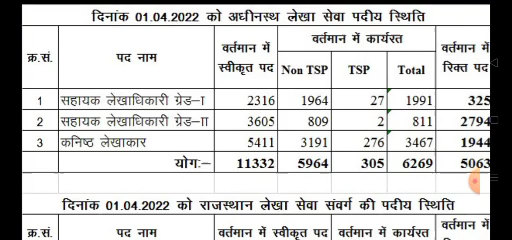 दिनांक 01.04.2022 को अधीनस्थ लेखा सेवा पदीय स्थिति
क्र.सं. पद नाम वर्तमान में स्वीकृत पद वर्तमान में कार्यरत वर्तमान में रिक्त पद
Non TSP TSP Total
1 सहायक लेखाधिकारी ग्रेड-I 2316 1964 27 1991 325
2 सहायक लेखाधिकारी ग्रेड-II 3605 809 2 811 2794
3 कनिष्ठ लेखाकार 5411 3191 276 3467 1944
योग:- 11332 5964 305 6269 5063
दिनांक 01.04.2022 को राजस्थान लेखा सेवा संवर्ग की पदीय स्थिति
क्र.सं. पद नाम वर्तमान में स्वीकृत पद वर्तमान में कार्यरत वर्तमान में